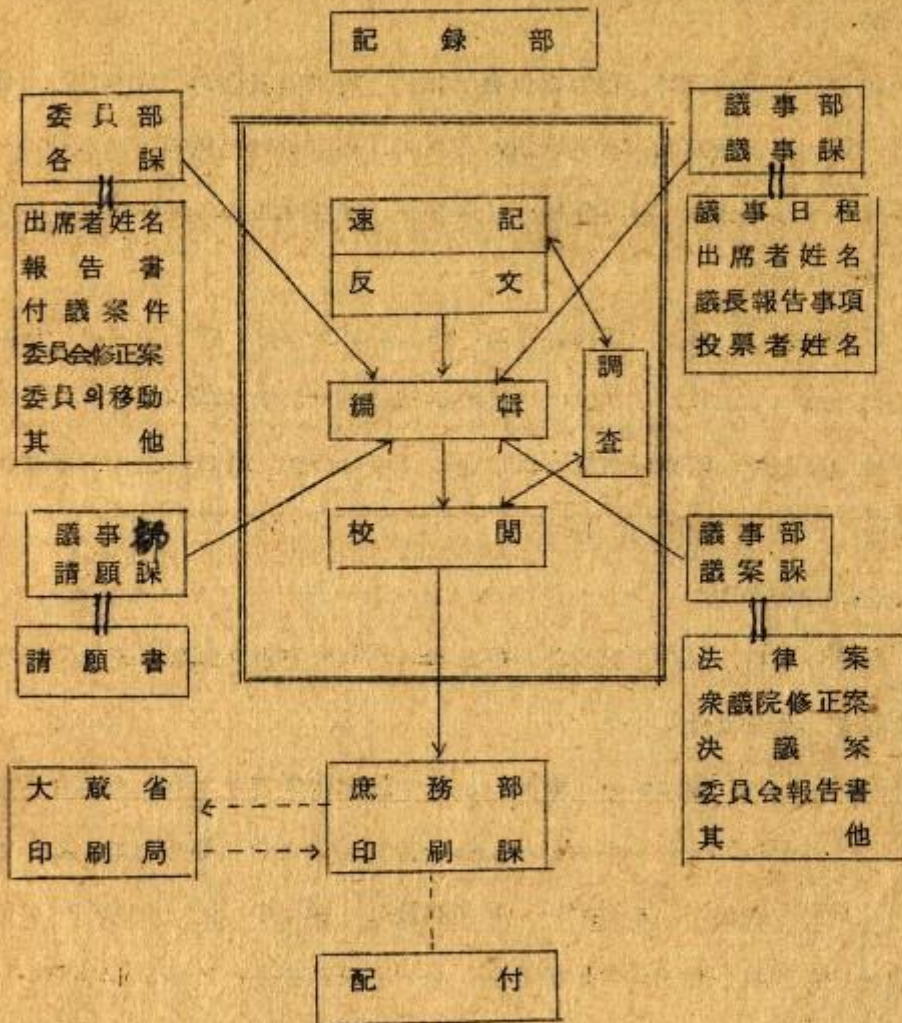 記録部
委員部
各課
出席者姓名
報告書
付議案件
委員会修正案
委員의移動
其他
議事部
議事課
議事日程
出席者姓名
議長報告事項
投票者姓名
速記
反文
調査
編輯
校閲
議事部
請願課
請願書
議事部
議案課
法律案
衆議院修正案
決議案
委員会報告書
其他
大蔵省
印刷局
庶務部
印刷課
配付